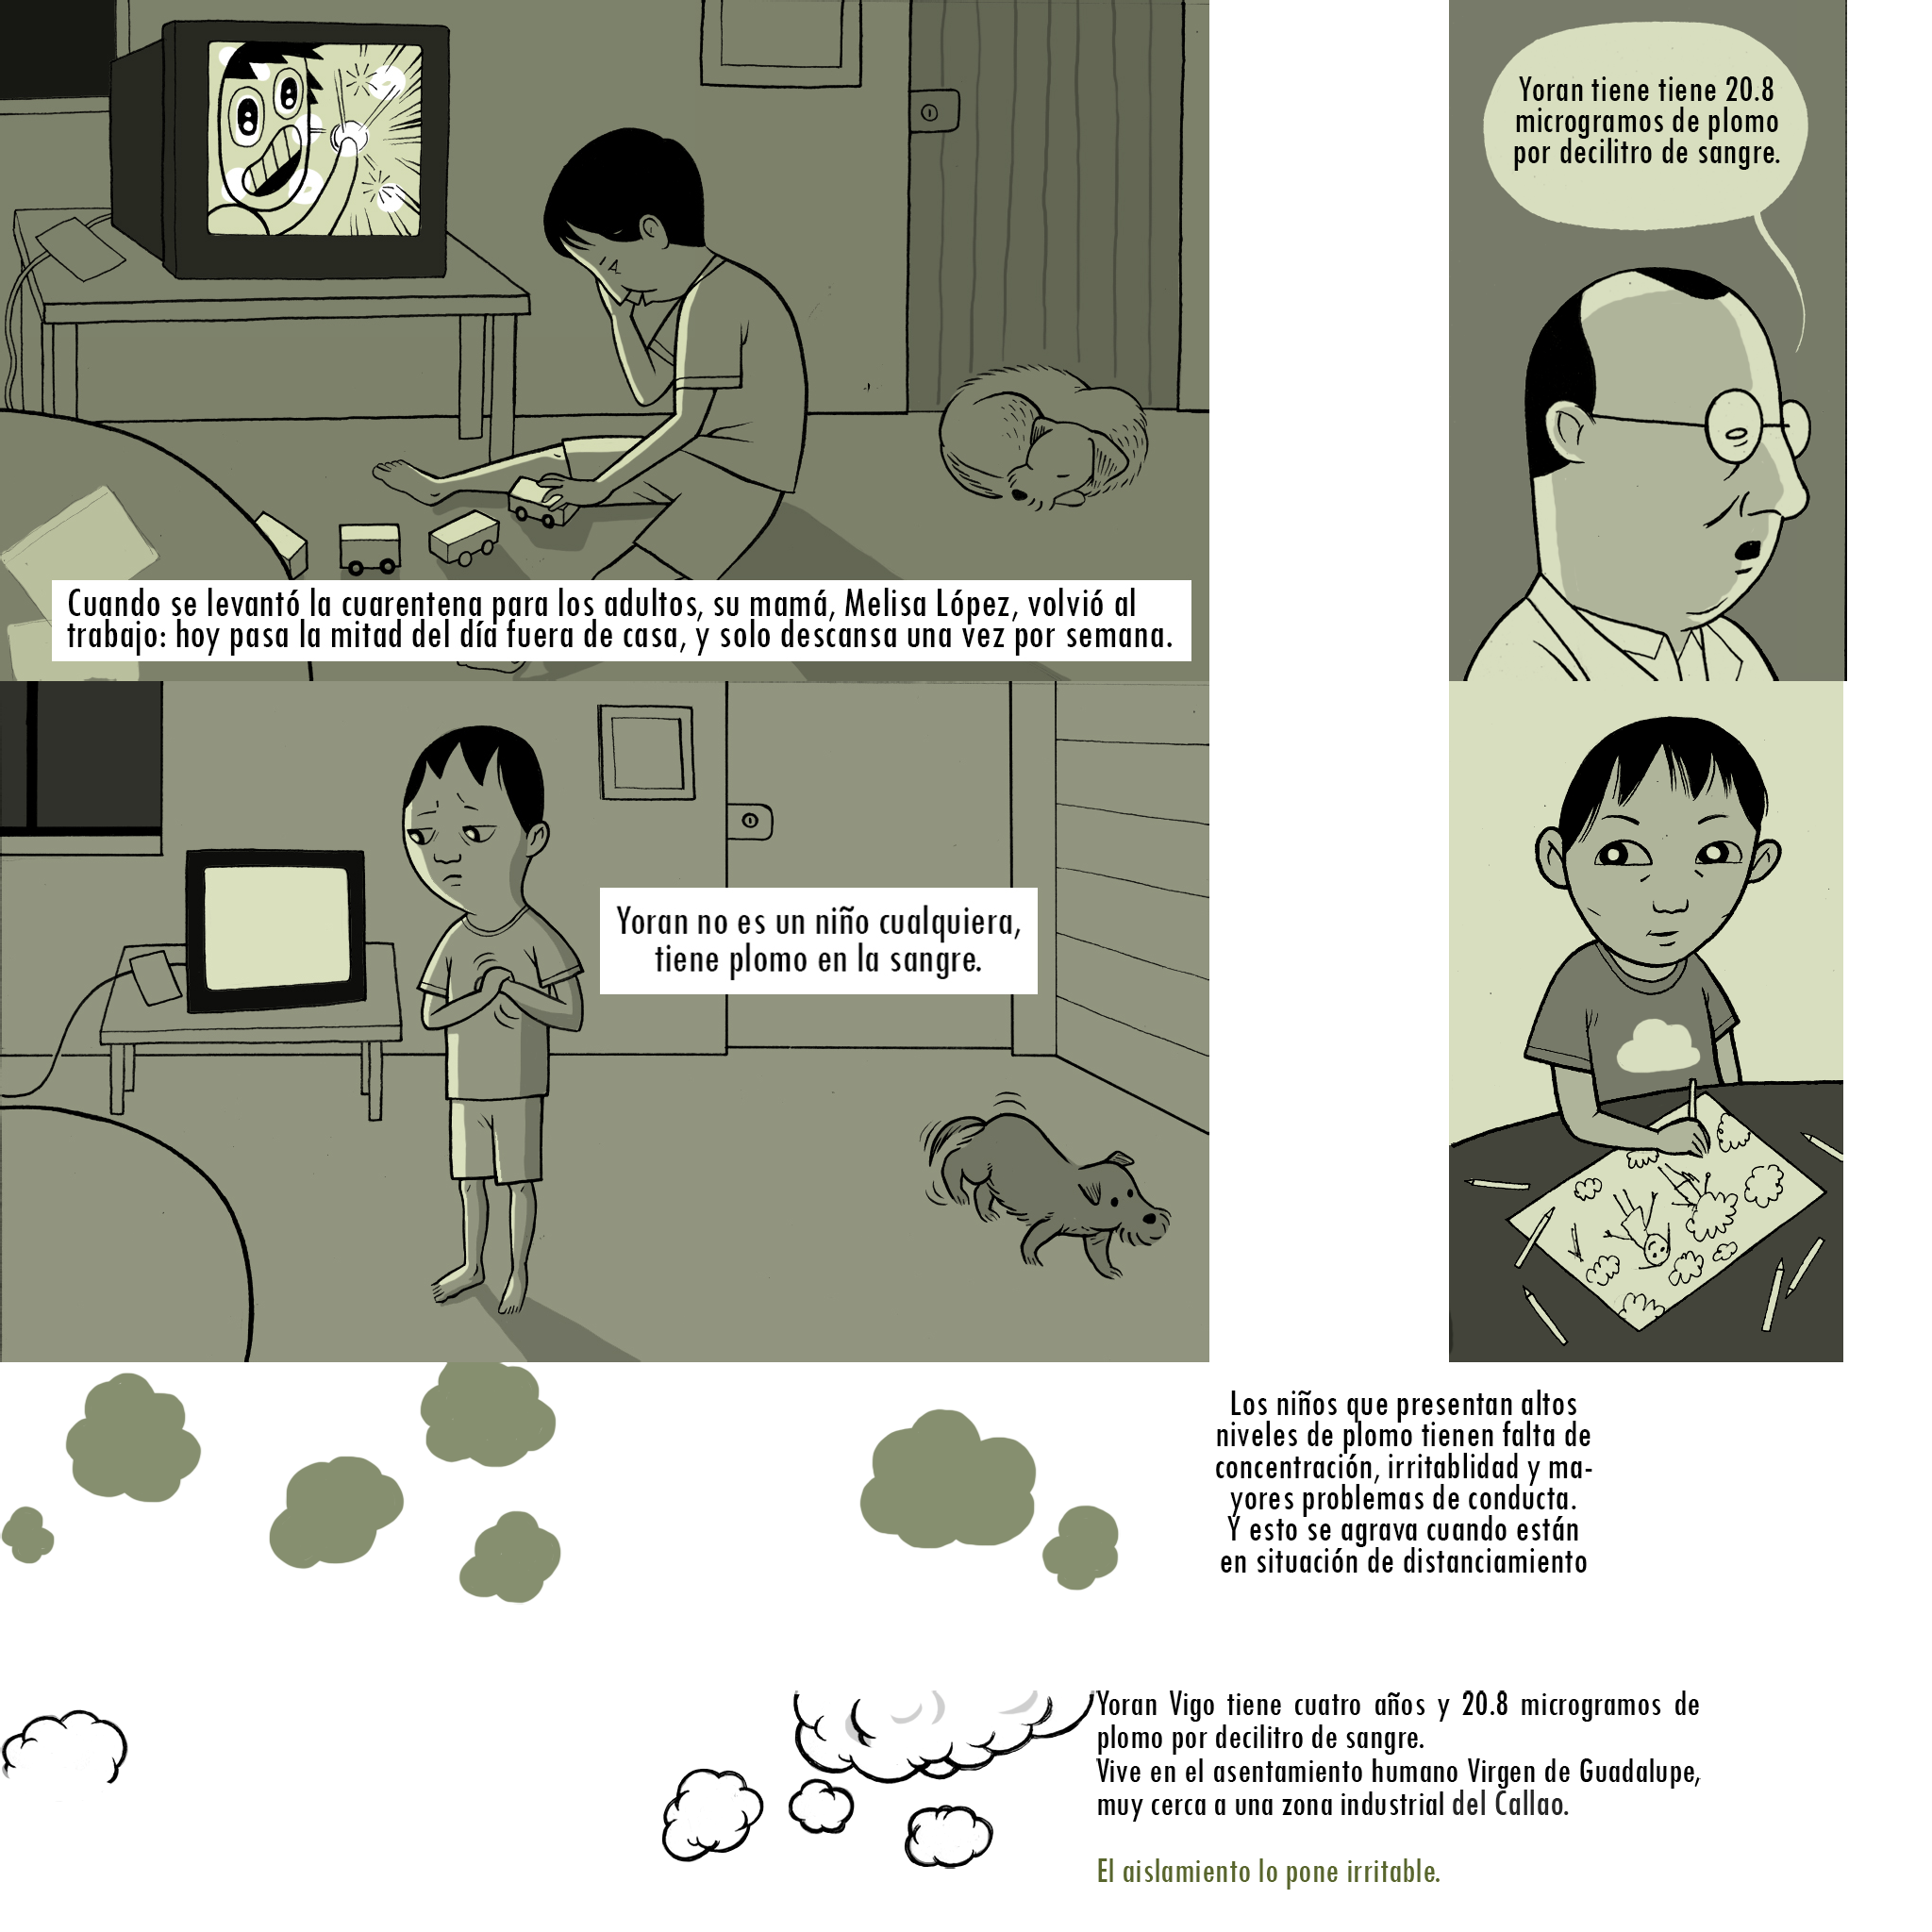 Yoran tiene tiene 20.8
microgramos de plomo
por decilitro de sangre.
Cuando se levantó la cuarentena para los adultos, su mamá, Melisa López, volvió al
trabajo: hoy pasa la mitad del día fuera de casa, y solo descansa una vez por semana.
Yoran no es un niño cualquiera,
tiene plomo en la sangre.
Los niños que presentan altos
niveles de plomo tienen falta de
concentración, irritablidad y ma-
yores problemas de conducta.
Y esto se agrava cuando están
en situación de distanciamiento
Yoran Vigo tiene cuatro años y 20.8 microgramos de
plomo por decilitro de sangre.
Vive en el asentamiento humano Virgen de Guadalupe,
muy cerca a una zona industrial del Callao.
El aislamiento lo pone irritable.